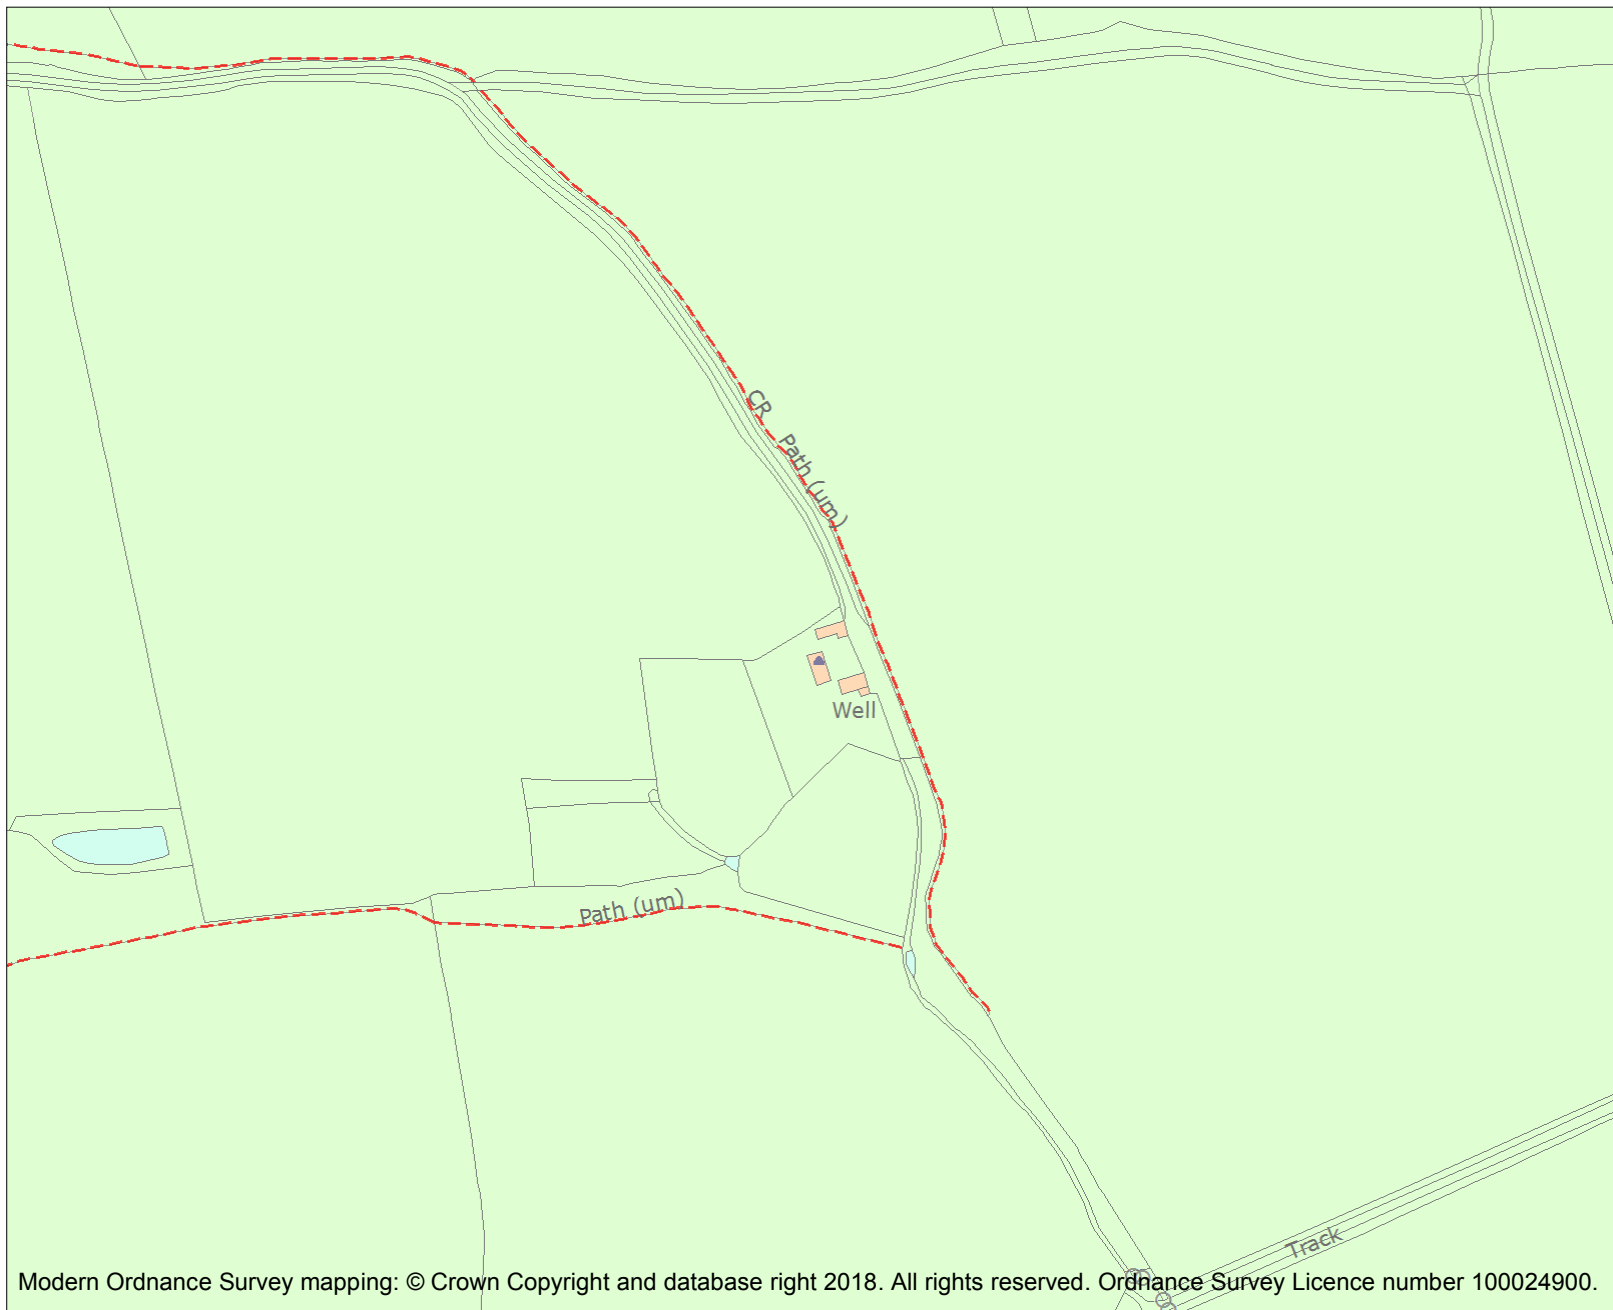 CR
Path (um)
Well
Path (um)
Track
Modern Ordnance Survey mapping: © Crown Copyright and database right 2018. All rights reserved. Ordnance Survey Licence number 100024900.